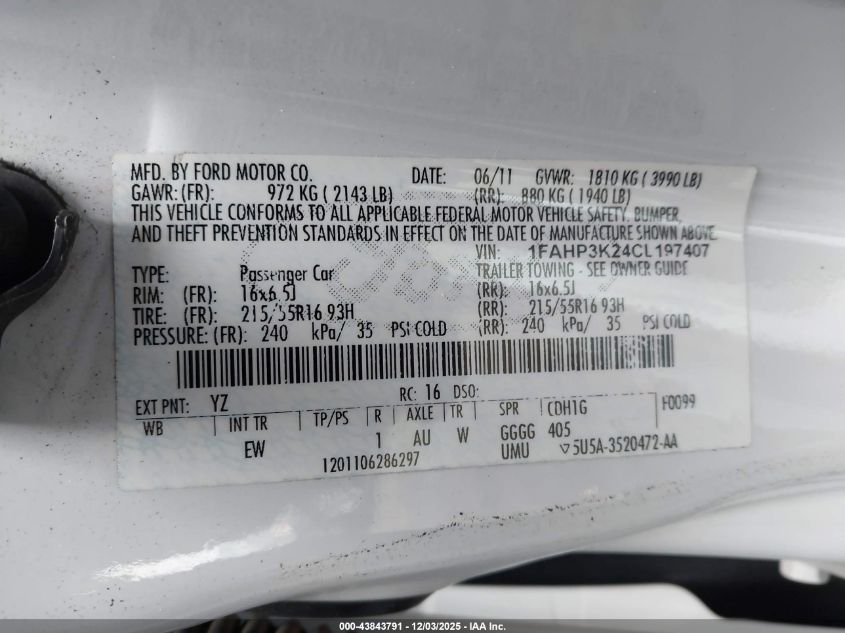 MFD. BY FORD MOTOR CO. DATE: 06/11 GVWR: 1810 KG ( 3990 LB)
GAWR: (FR): 972 KG ( 2143 LB) (RR): 880 KG ( 1940 LB)
THIS VEHICLE CONFORMS TO ALL APPLICABLE FEDERAL MOTOR VEHICLE SAFETY, BUMPER,
AND THEFT PREVENTION STANDARDS IN EFFECT ON THE DATE OF MANUFACTURE SHOWN ABOVE.
VIN: 1FAHP3K24CL197407
TYPE: Passenger Car TRAILER TOWING - SEE OWNER GUIDE
RIM: (FR): 16x6.5J (RR): 16x6.5J
TIRE: (FR): 215/55R16 93H (RR): 215/55R16 93H
PRESSURE: (FR): 240 kPa/ 35 PSI COLD (RR): 240 kPa/ 35 PSI COLD
EXT PNT: YZ RC: 16 DSO: F0099
WB INT TR TP/PS R AXLE TR SPR CDH1G
EW 1 AU W GGGG 405
1201106286297 UMU ▽5U5A-3520472-AA
000-43843791 - 12/03/2025 - IAA Inc.